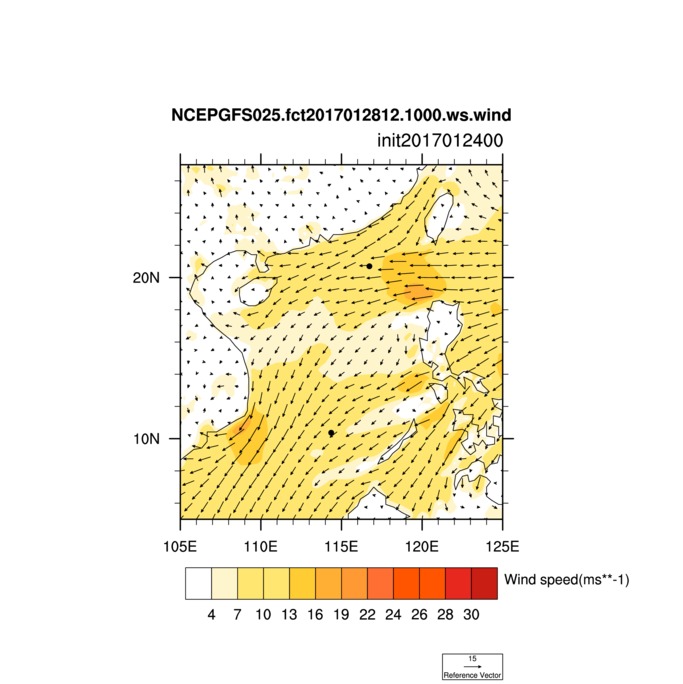 NCEPGFS025.fct2017012812.1000.ws.wind
init2017012400
20N
10N
105E 110E 115E 120E 125E
Wind speed(ms**-1)
4 7 10 13 16 19 22 24 26 28 30
15
Reference Vector